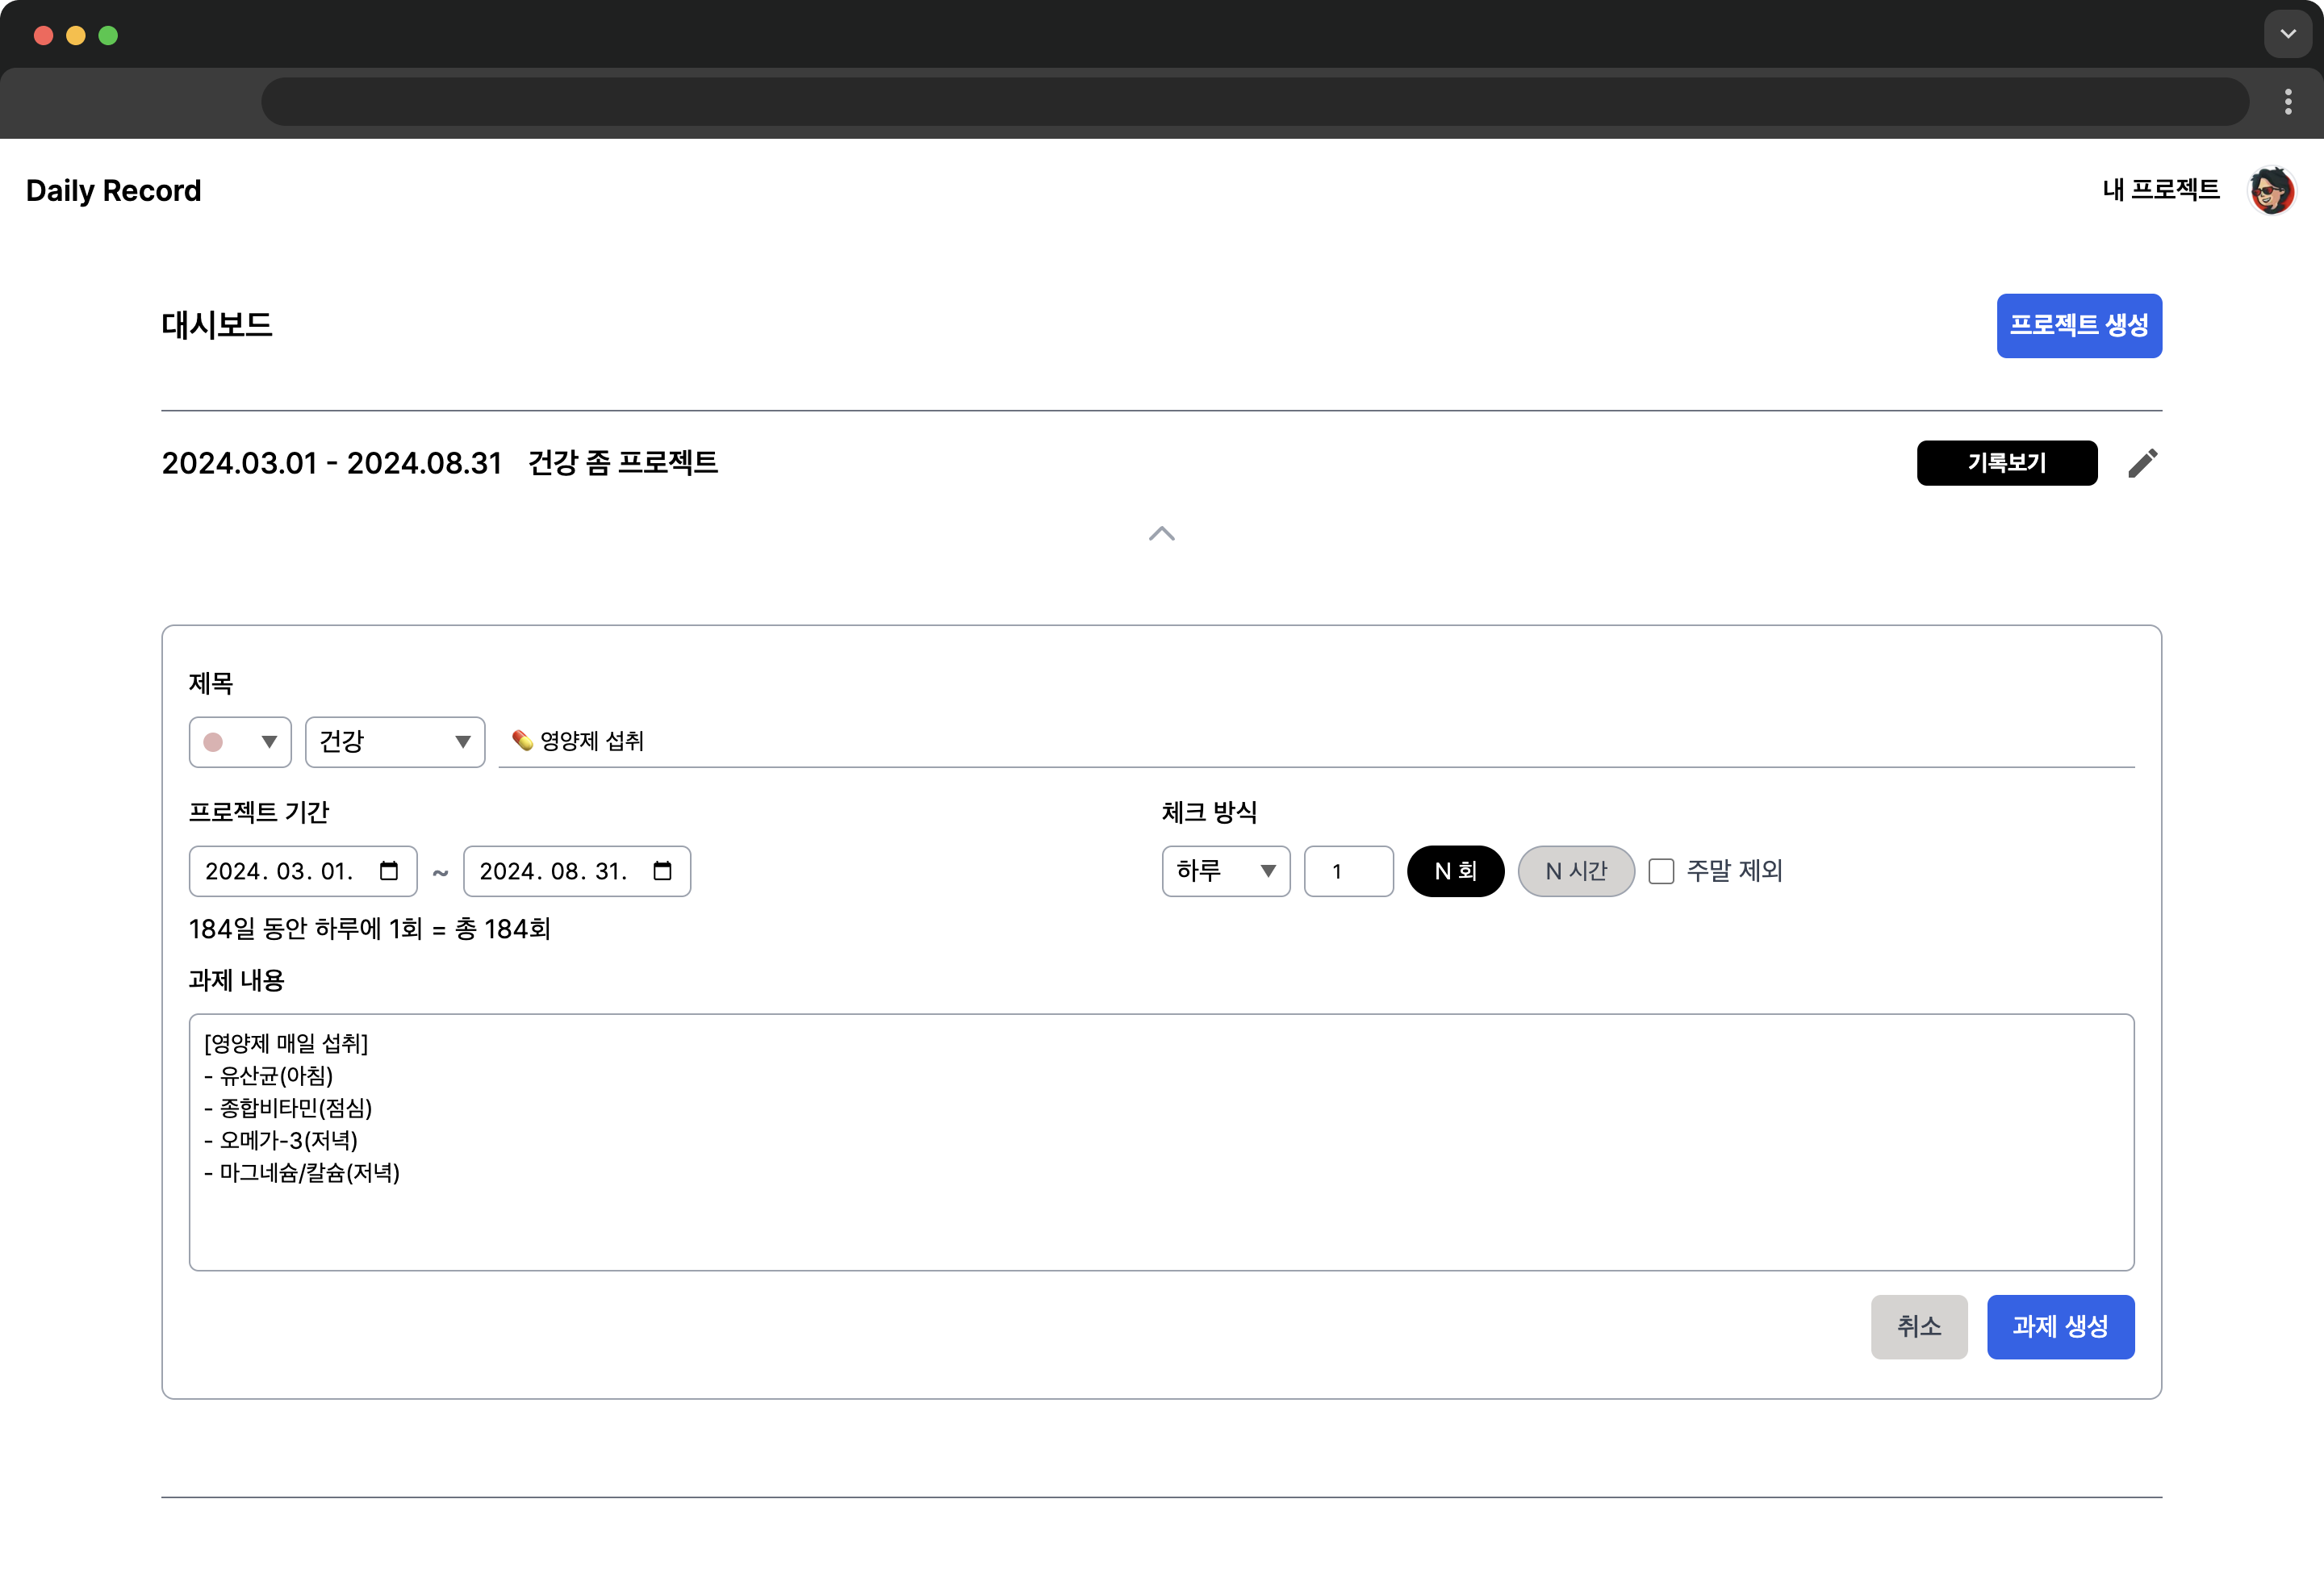 Daily Record
내 프로젝트
대시보드
프로젝트 생성
2024.03.01 - 2024.08.31 건강 좀 프로젝트
기록보기
제목
건강
💊 영양제 섭취
프로젝트 기간
체크 방식
2024. 03. 01. ~ 2024. 08. 31.
하루
1
N 회
N 시간
주말 제외
184일 동안 하루에 1회 = 총 184회
과제 내용
[영양제 매일 섭취]
- 유산균(아침)
- 종합비타민(점심)
- 오메가-3(저녁)
- 마그네슘/칼슘(저녁)
취소
과제 생성